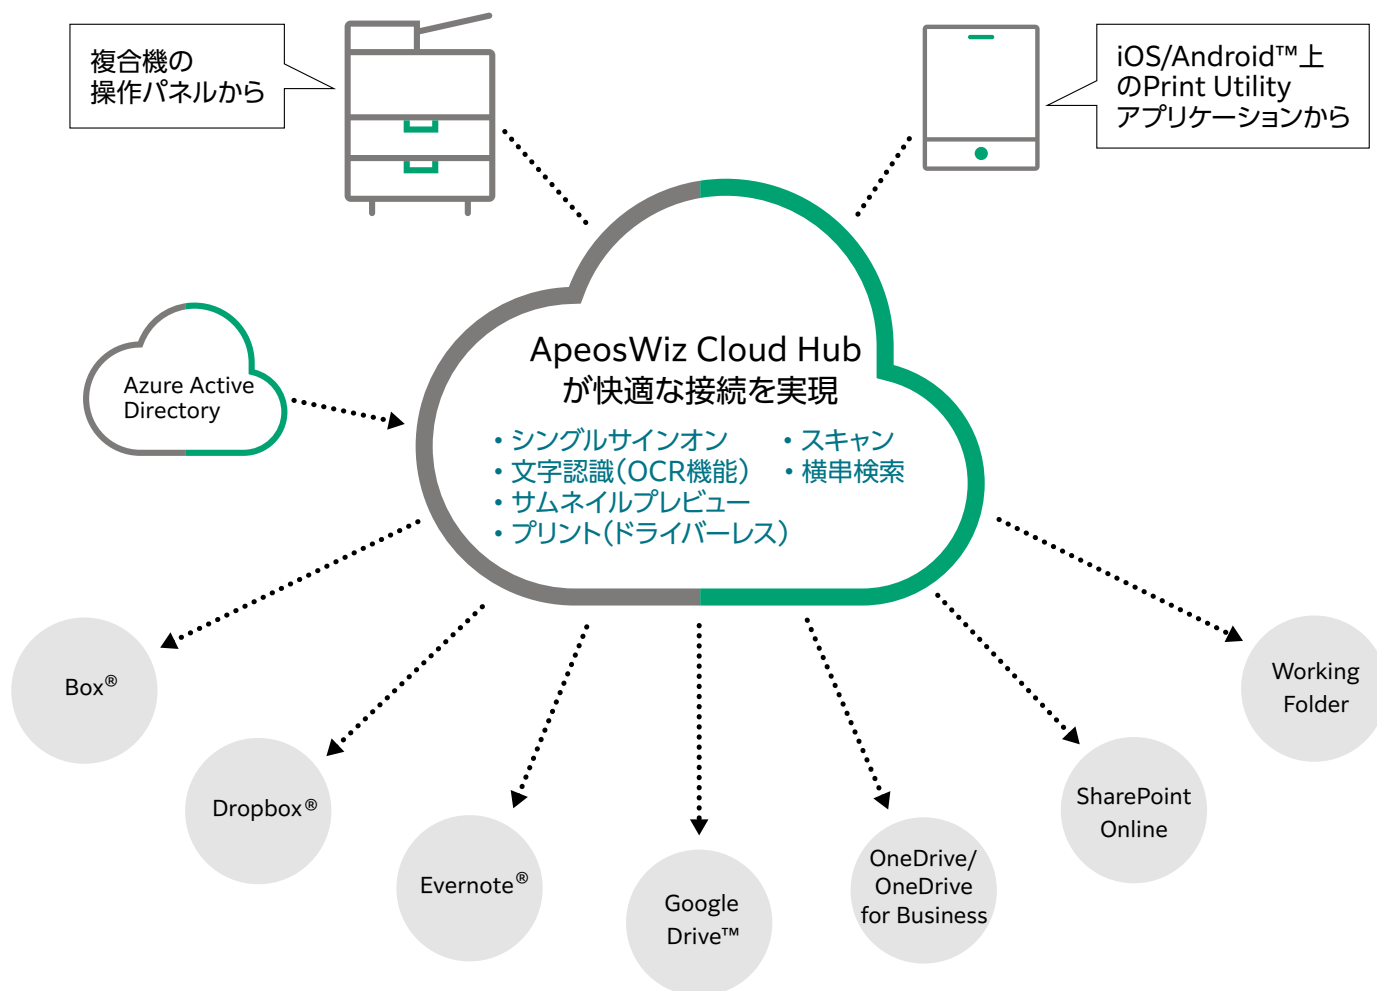 複合機の
操作パネルから
iOS/Android™上
のPrint Utility
アプリケーションから
Azure Active
Directory
ApeosWiz Cloud Hub
が快適な接続を実現
・シングルサインオン ・スキャン
・文字認識(OCR機能) ・横串検索
・サムネイルプレビュー
・プリント(ドライバーレス)
Box®
Dropbox®
Evernote®
Google
Drive™
OneDrive/
OneDrive
for Business
SharePoint
Online
Working
Folder